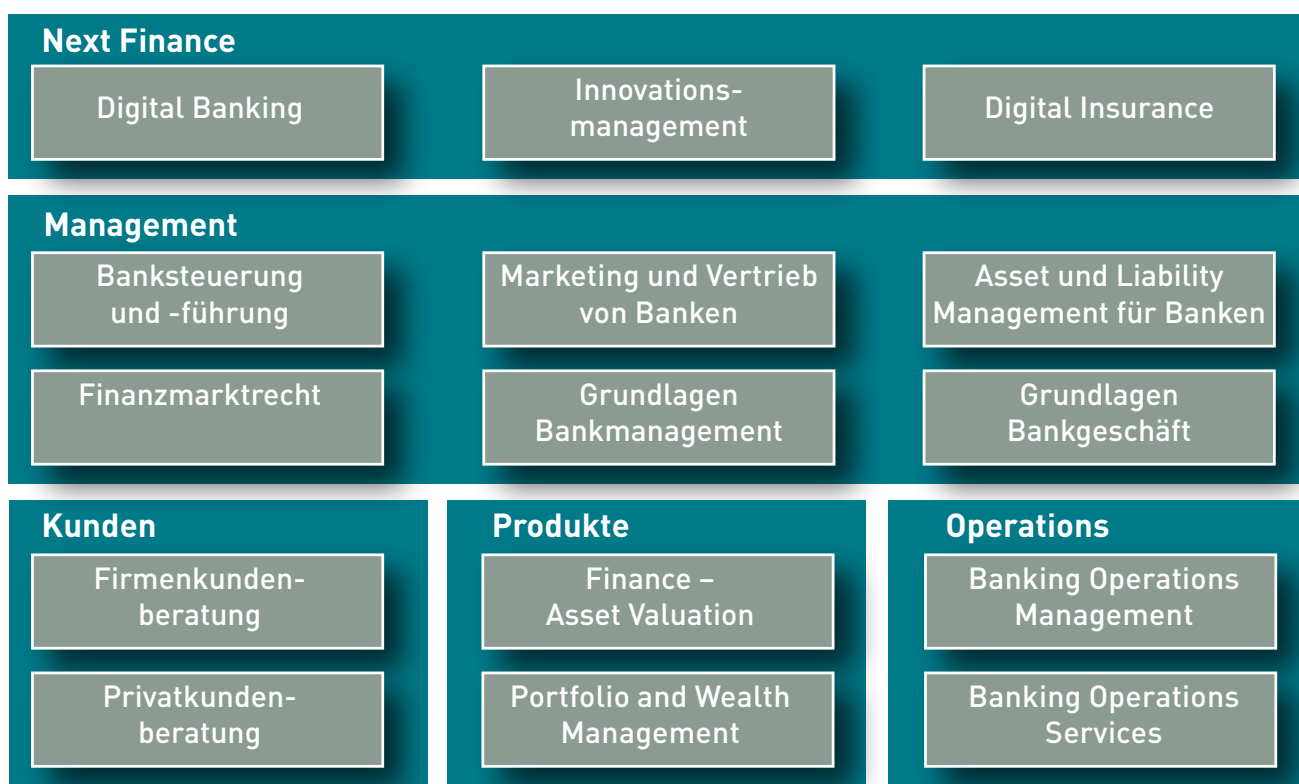 Next Finance
Digital Banking
Innovations-
management
Digital Insurance
Management
Banksteuerung
und -führung
Marketing und Vertrieb
von Banken
Asset und Liability
Management für Banken
Finanzmarktrecht
Grundlagen
Bankmanagement
Grundlagen
Bankgeschäft
Kunden
Firmenkunden-
beratung
Privatkunden-
beratung
Produkte
Finance –
Asset Valuation
Portfolio and Wealth
Management
Operations
Banking Operations
Management
Banking Operations
Services